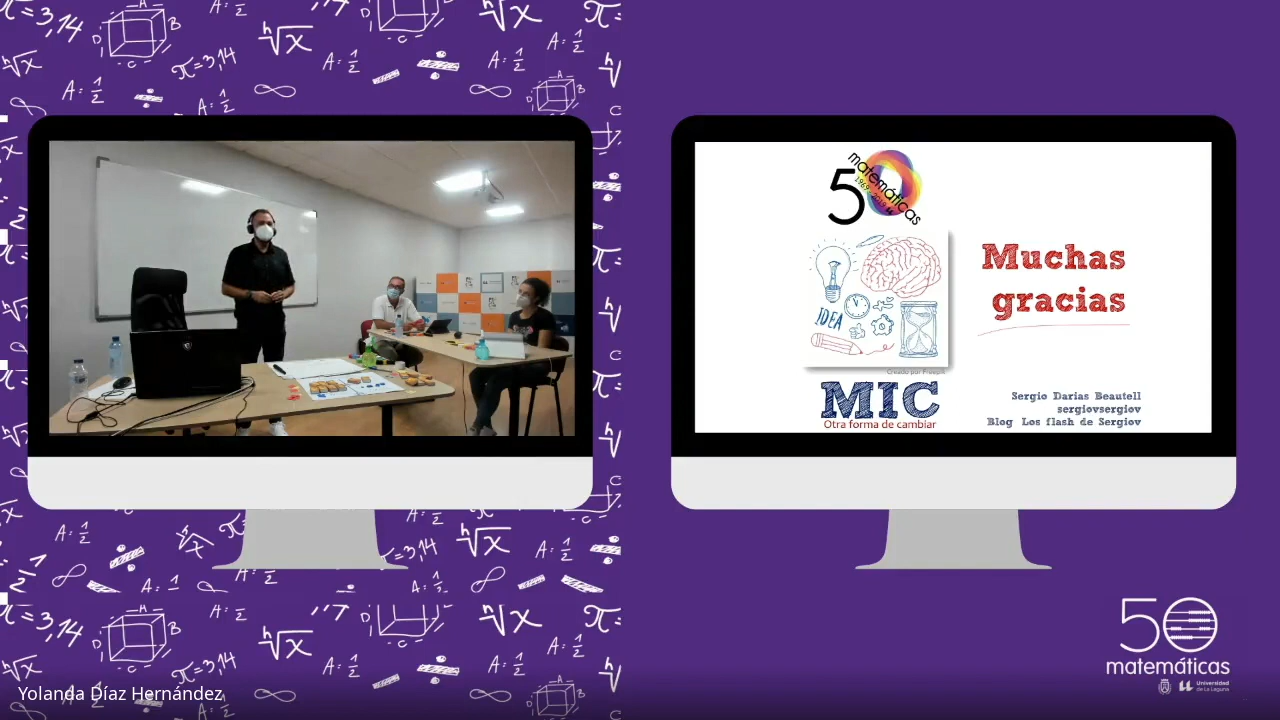 50
matemáticas
1969 - 2019
IDEA
Creado por Freepik
MIC
Otra forma de cambiar
Muchas
gracias
Sergio Darias Beautell
sergiovsergiov
Blog Los flash de Sergiov
50
matemáticas
Universidad
de La Laguna
Yolanda Díaz Hernández
π=3,14
A=1/2